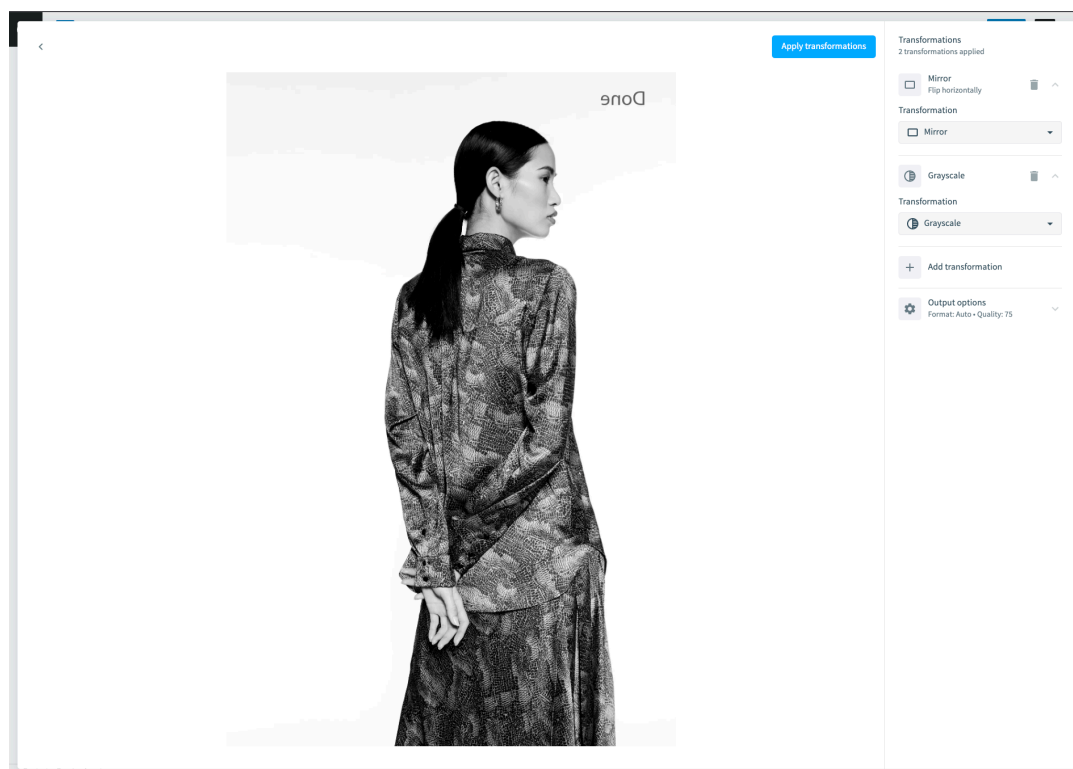 Apply transformations
Done
Transformations
2 transformations applied
Mirror
Flip horizontally
Transformation
Mirror
Grayscale
Transformation
Grayscale
Add transformation
Output options
Format: Auto • Quality: 75